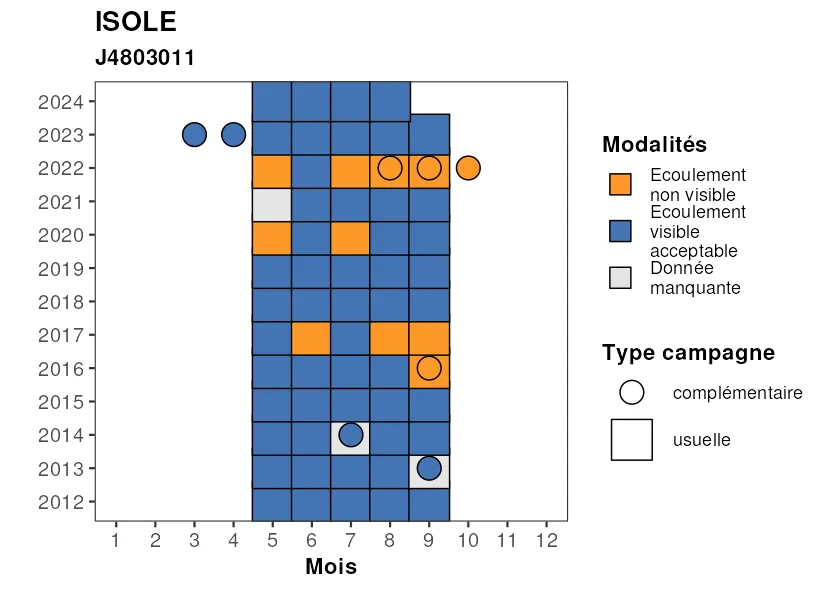 ISOLE
J4803011
2024
2023
2022
2021
2020
2019
2018
2017
2016
2015
2014
2013
2012
1 2 3 4 5 6 7 8 9 10 11 12
Mois
Modalités
Ecoulement
non visible
Ecoulement
visible
acceptable
Donnée
manquante
Type campagne
complémentaire
usuelle